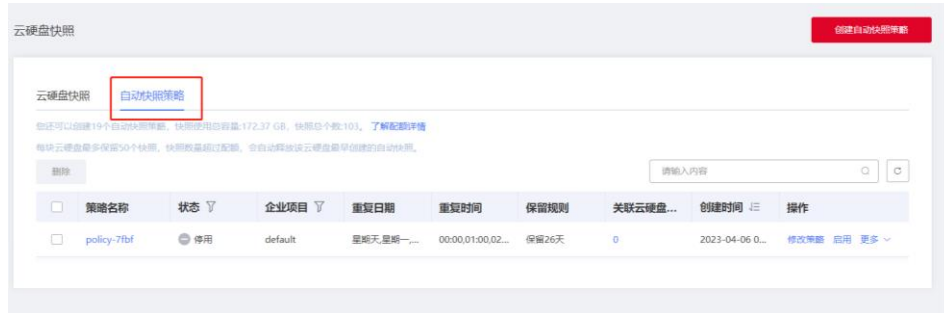 云硬盘快照
创建自动快照策略
云硬盘快照 自动快照策略
您还可以创建19个自动快照策略，快照使用总容量:172.37 GB，快照总个数:103。 了解配额详情
每块云硬盘最多保留50个快照，快照数量超过配额，会自动释放该云硬盘最早创建的自动快照。
删除
请输入内容
策略名称 状态 企业项目 重复日期 重复时间 保留规则 关联云硬盘... 创建时间 操作
policy-7fbf 停用 default 星期天,星期一,... 00:00,01:00,02... 保留26天 0 2023-04-06 0... 修改策略 启用 更多